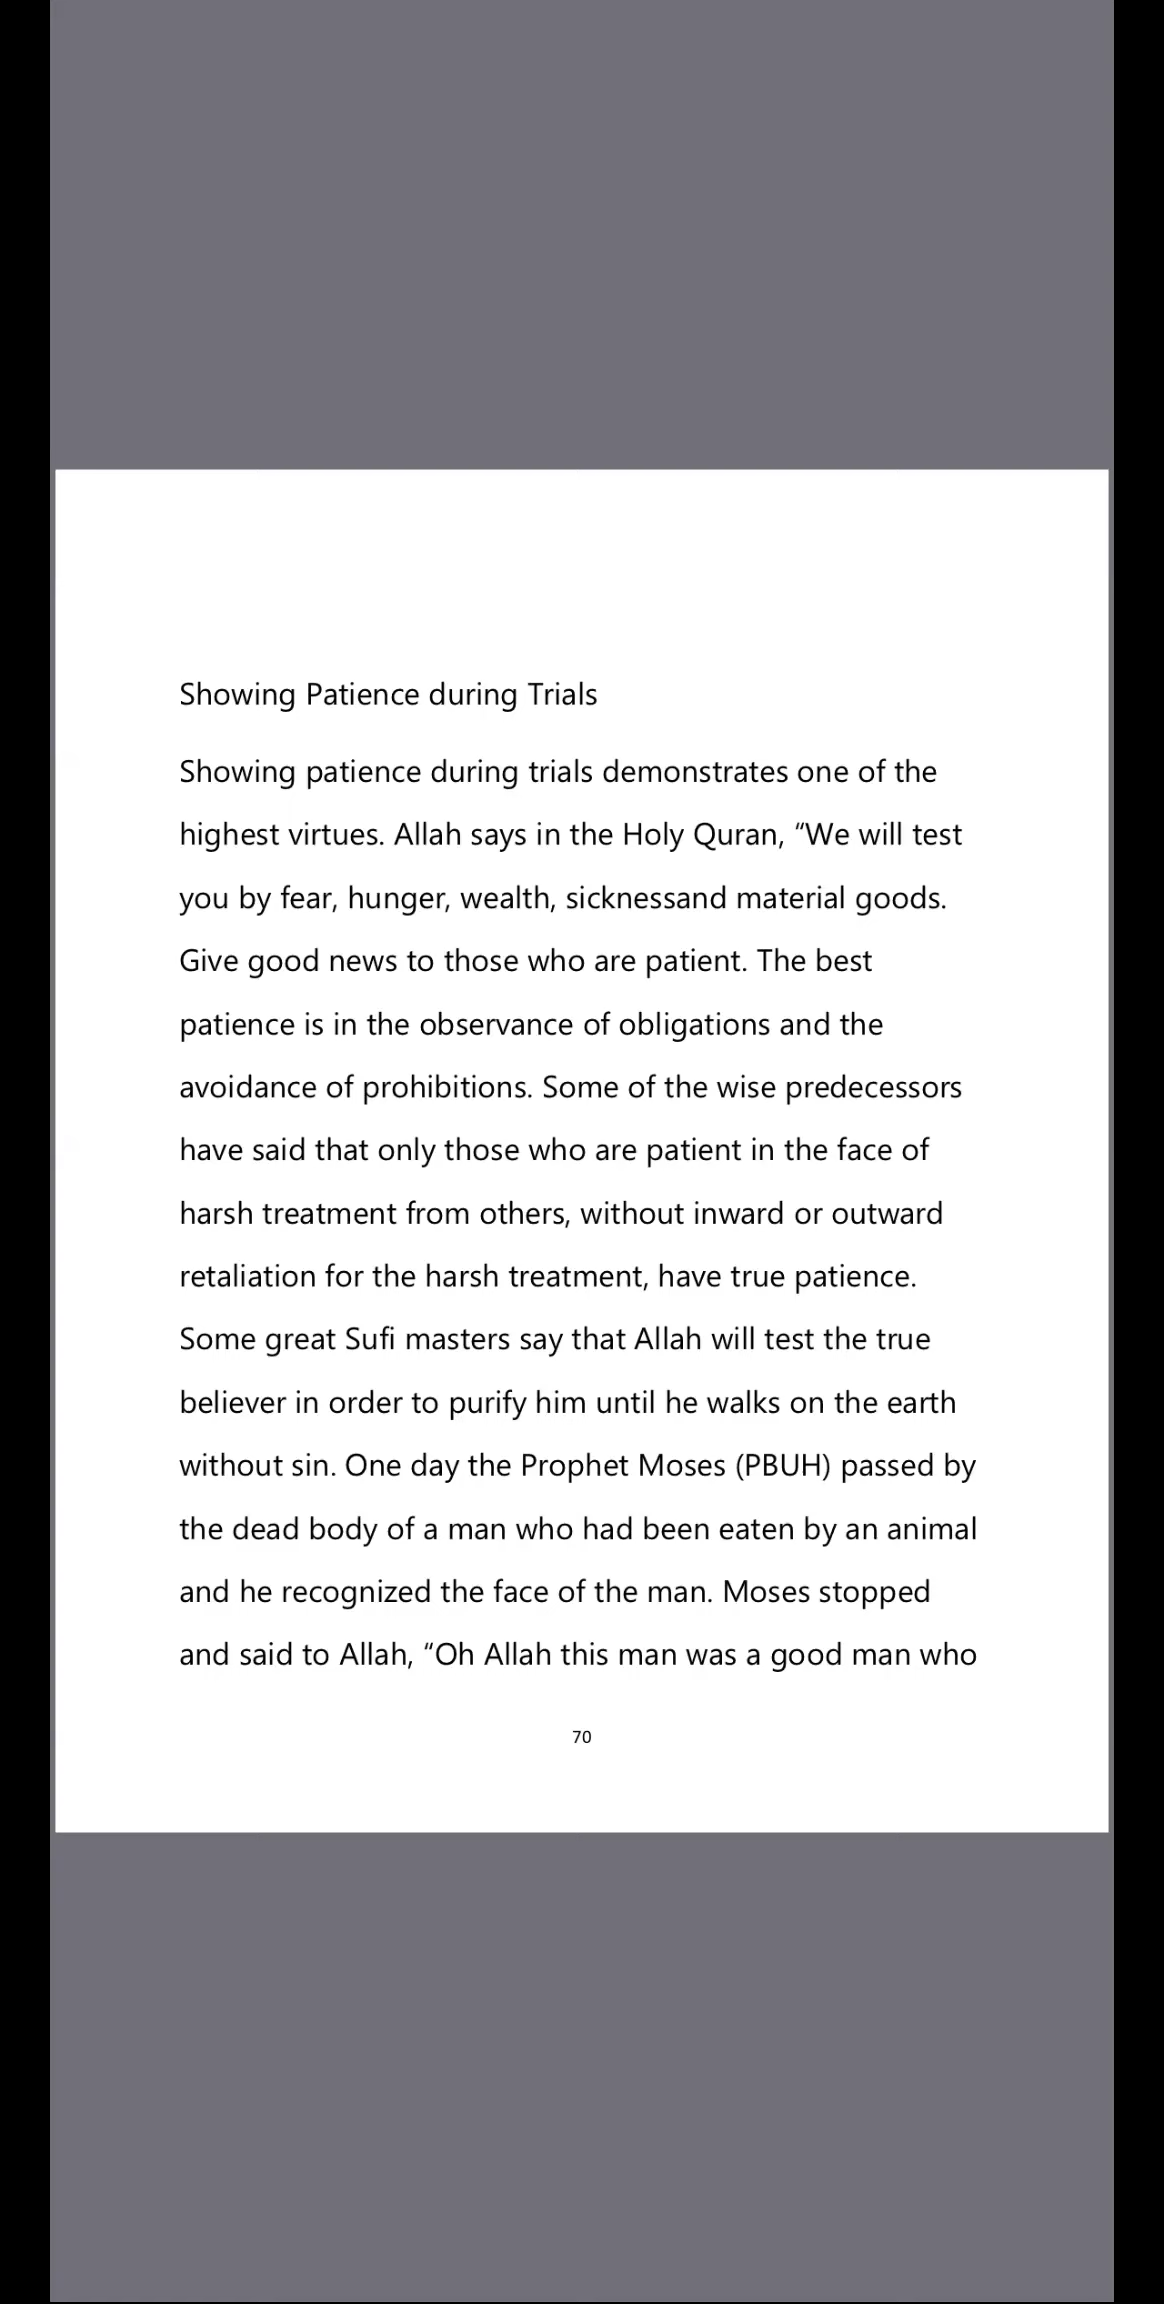 Showing Patience during Trials
Showing patience during trials demonstrates one of the
highest virtues. Allah says in the Holy Quran, “We will test
you by fear, hunger, wealth, sicknessand material goods.
Give good news to those who are patient. The best
patience is in the observance of obligations and the
avoidance of prohibitions. Some of the wise predecessors
have said that only those who are patient in the face of
harsh treatment from others, without inward or outward
retaliation for the harsh treatment, have true patience.
Some great Sufi masters say that Allah will test the true
believer in order to purify him until he walks on the earth
without sin. One day the Prophet Moses (PBUH) passed by
the dead body of a man who had been eaten by an animal
and he recognized the face of the man. Moses stopped
and said to Allah, “Oh Allah this man was a good man who
70